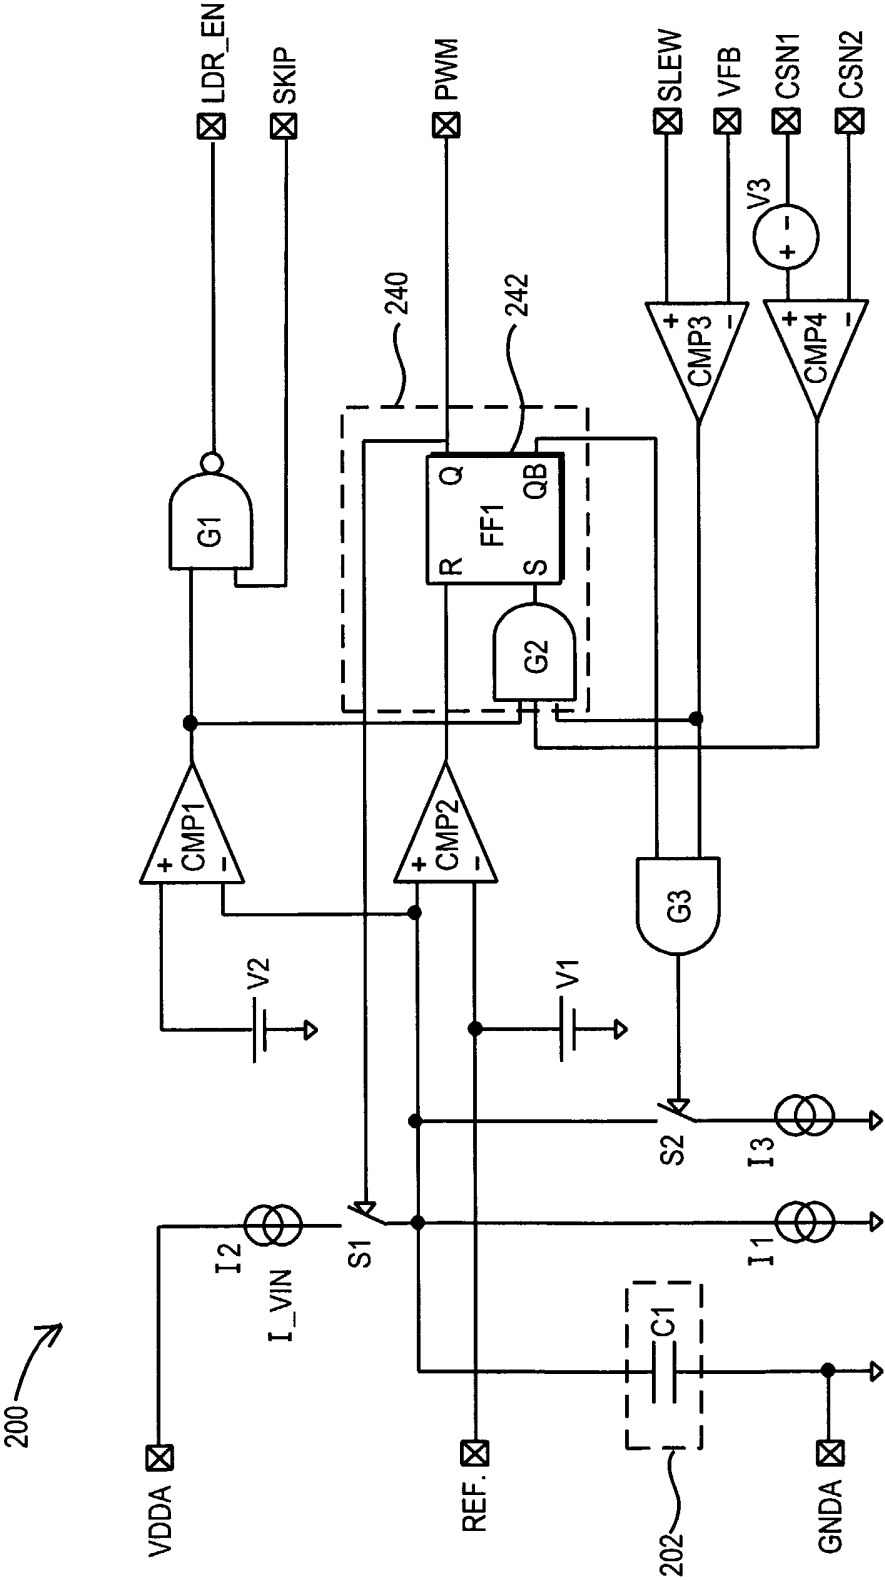 200
VDDA
I2
I_VIN
S1
V2
+
-
CMP1
G1
LDR_EN
SKIP
REF.
V1
+
-
CMP2
240
R
Q
FF1
S
QB
242
G2
PWM
202
C1
GNDA
I1
I3
S2
G3
+
-
CMP3
SLEW
VFB
+
-
CMP4
+
-
V3
CSN1
CSN2